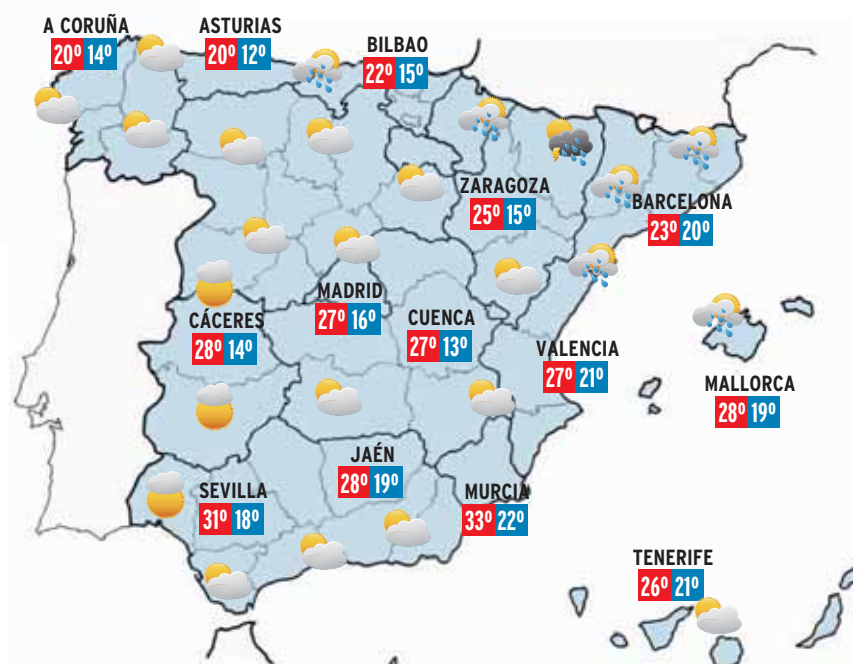 A CORUÑA
20º 14º
ASTURIAS
20º 12º
BILBAO
22º 15º
ZARAGOZA
25º 15º
BARCELONA
23º 20º
MADRID
27º 16º
CÁCERES
28º 14º
CUENCA
27º 13º
VALENCIA
27º 21º
MALLORCA
28º 19º
JAÉN
28º 19º
SEVILLA
31º 18º
MURCIA
33º 22º
TENERIFE
26º 21º